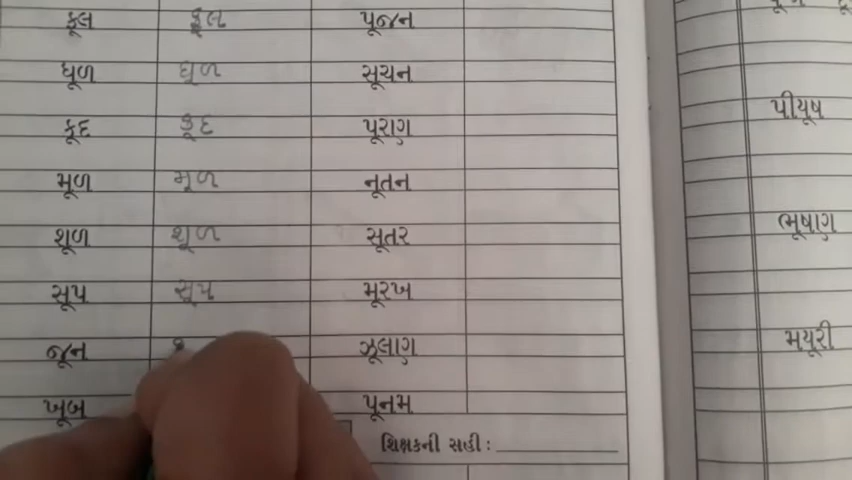 ફૂલ ફૂલ પૂજન
ધૂળ ધૂળ સૂચન
કૂદ કૂદ પૂરાણ
પીયૂષ
મૂળ મૂળ નૂતન
ભૂષાણ
શૂળ શૂળ સૂતર
સૂપ સૂપ મૂરખ
મયૂરી
જૂન ઝૂલાણ
ખૂબ પૂનમ
શિક્ષકની સહી :